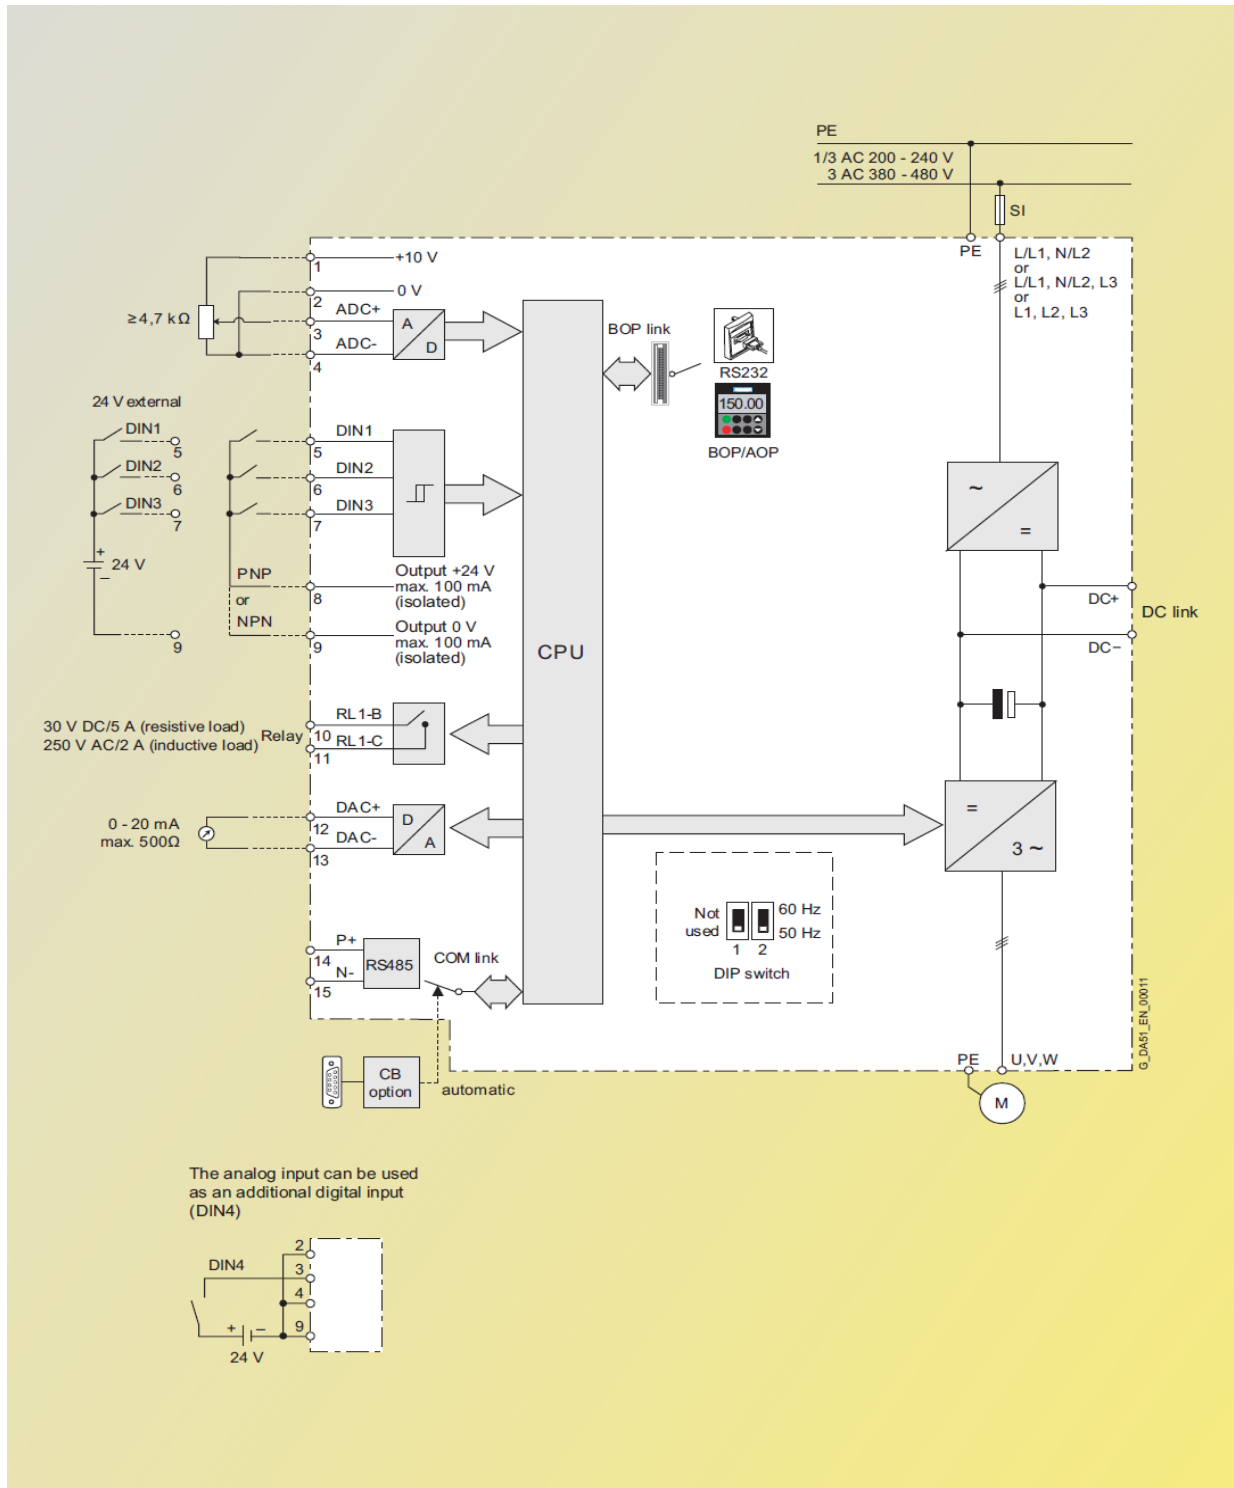 PE
1/3 AC 200 - 240 V
3 AC 380 - 480 V
SI
PE
L/L1, N/L2
or
L/L1, N/L2, L3
or
L1, L2, L3
+10 V
1
0 V
2
≥4,7 kΩ
ADC+
3
ADC-
4
A
D
BOP link
RS232
150.00
BOP/AOP
24 V external
DIN1
5
DIN2
6
DIN3
7
+
24 V
–
9
DIN1
5
DIN2
6
DIN3
7
PNP
or
NPN
8
Output +24 V
max. 100 mA
(isolated)
9
Output 0 V
max. 100 mA
(isolated)
CPU
~
=
DC+
DC link
DC–
30 V DC/5 A (resistive load)
250 V AC/2 A (inductive load)
Relay
RL1-B
10
RL1-C
11
0 - 20 mA
max. 500Ω
DAC+
12
DAC-
13
D
A
=
3 ~
Not
used
60 Hz
50 Hz
1 2
DIP switch
P+
14
N-
15
RS485
COM link
CB
option
automatic
PE
U,V,W
M
G_DA51_EN_00011
The analog input can be used
as an additional digital input
(DIN4)
2
DIN4
3
4
+ –
9
24 V